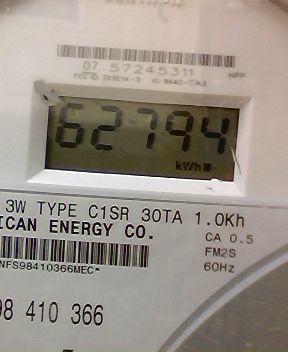 07 57245311
62794
kWh
3W TYPE C1SR 30TA 1.0Kh
ICAN ENERGY CO.
CA 0.5
FM2S
NFS98410366MEC*
60Hz
98 410 366